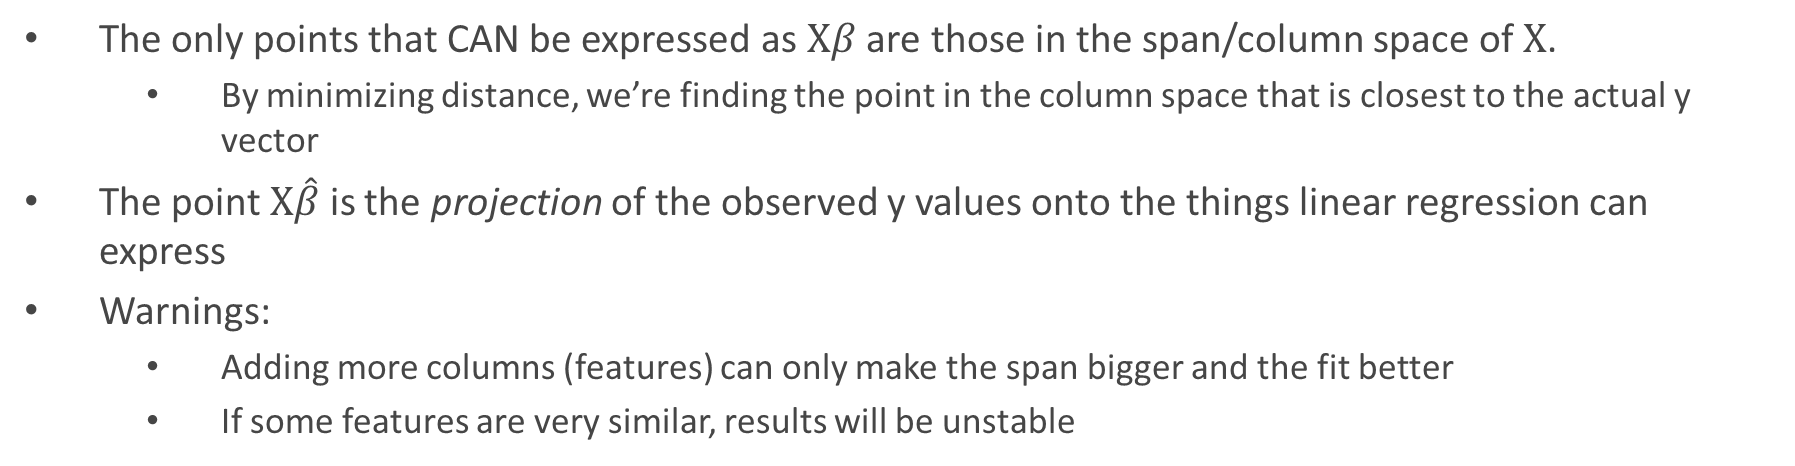 • The only points that CAN be expressed as Xβ are those in the span/column space of X.
• By minimizing distance, we’re finding the point in the column space that is closest to the actual y
vector
• The point Xβ̂ is the projection of the observed y values onto the things linear regression can
express
• Warnings:
• Adding more columns (features) can only make the span bigger and the fit better
• If some features are very similar, results will be unstable